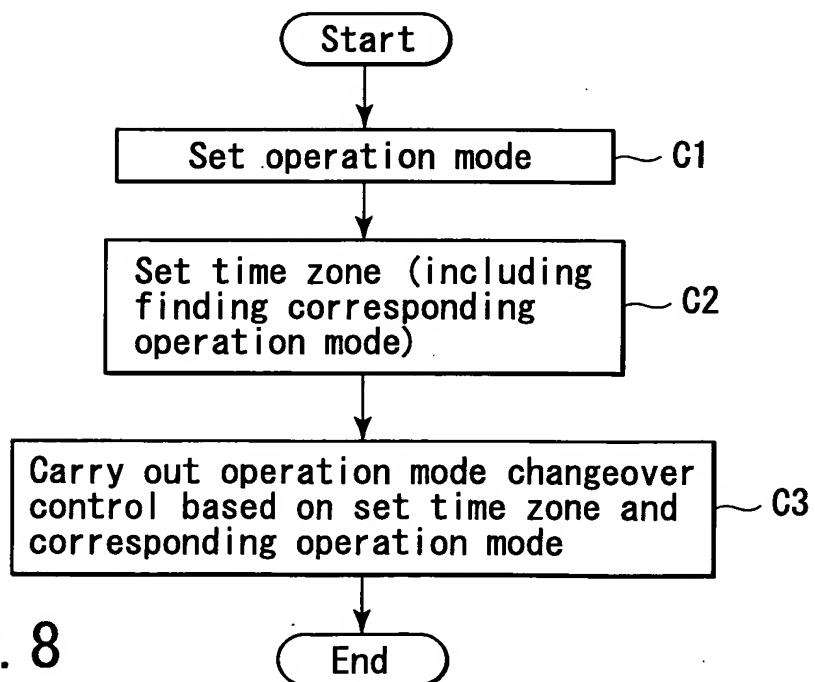 Start
Set operation mode
C1
Set time zone (including
finding corresponding
operation mode)
C2
Carry out operation mode changeover
control based on set time zone and
corresponding operation mode
C3
End
. 8